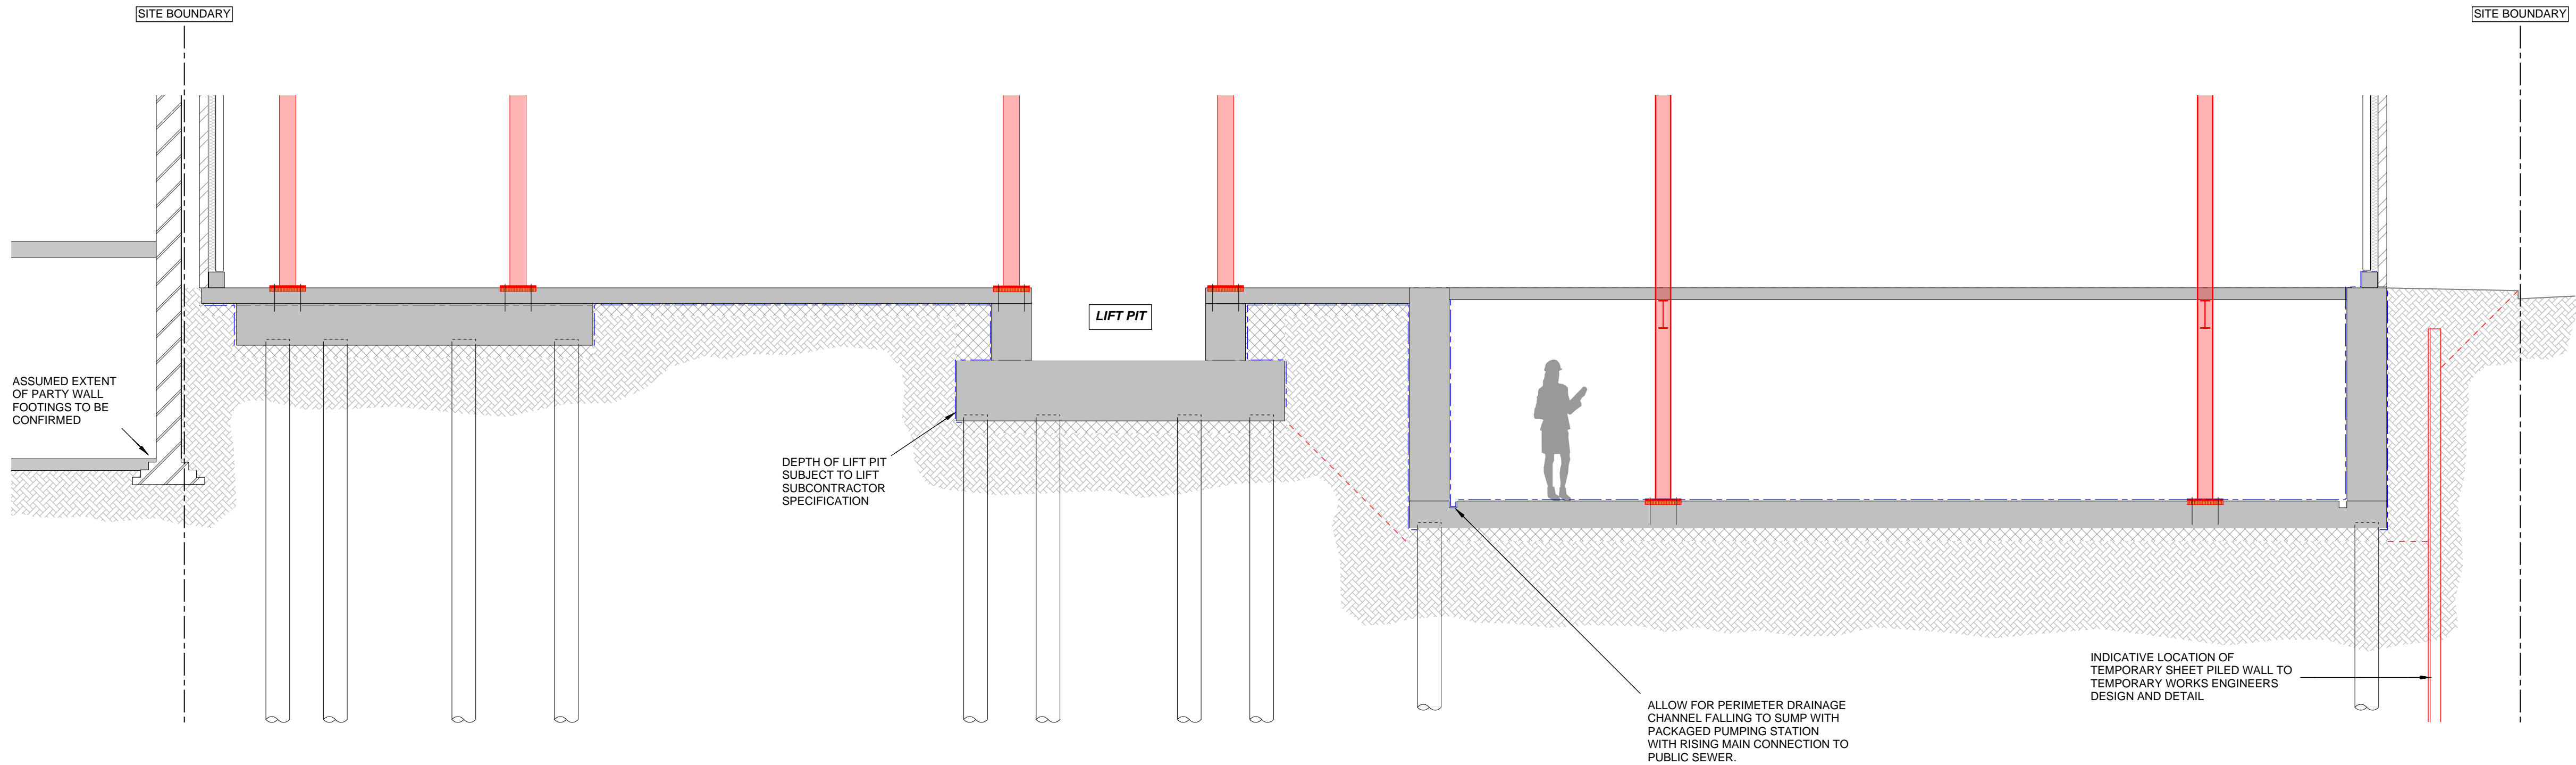 SITE BOUNDARY
SITE BOUNDARY
LIFT PIT
ASSUMED EXTENT
OF PARTY WALL
FOOTINGS TO BE
CONFIRMED
DEPTH OF LIFT PIT
SUBJECT TO LIFT
SUBCONTRACTOR
SPECIFICATION
ALLOW FOR PERIMETER DRAINAGE
CHANNEL FALLING TO SUMP WITH
PACKAGED PUMPING STATION
WITH RISING MAIN CONNECTION TO
PUBLIC SEWER.
INDICATIVE LOCATION OF
TEMPORARY SHEET PILED WALL TO
TEMPORARY WORKS ENGINEERS
DESIGN AND DETAIL